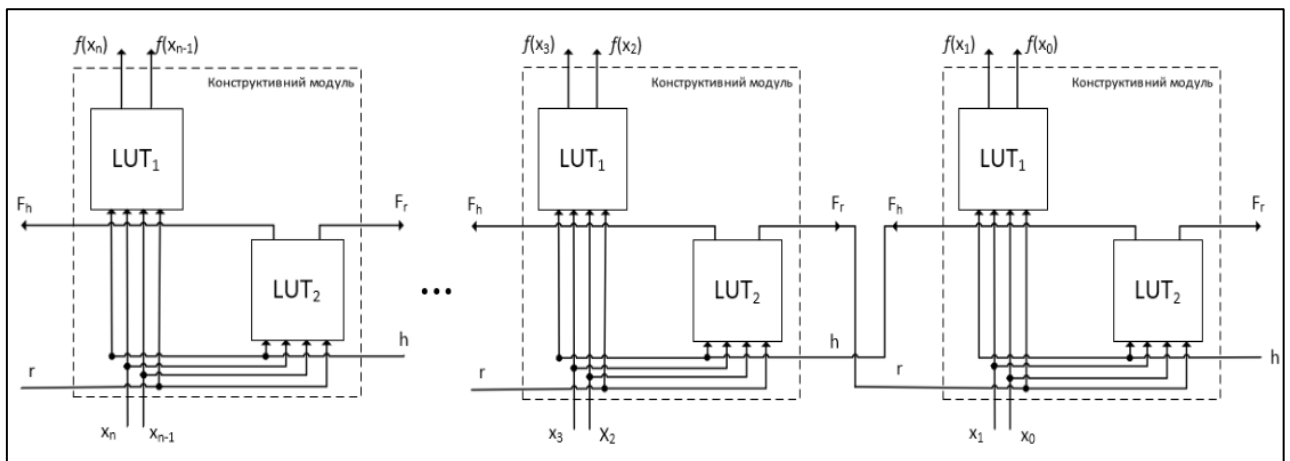 f(xₙ) f(xₙ₋₁) f(x₃) f(x₂) f(x₁) f(x₀)
Конструктивний модуль Конструктивний модуль Конструктивний модуль
LUT₁ LUT₁ LUT₁
Fₕ Fᵣ Fₕ Fᵣ Fₕ Fᵣ
LUT₂ ... LUT₂ LUT₂
h h h
r r r
xₙ xₙ₋₁ x₃ X₂ x₁ x₀